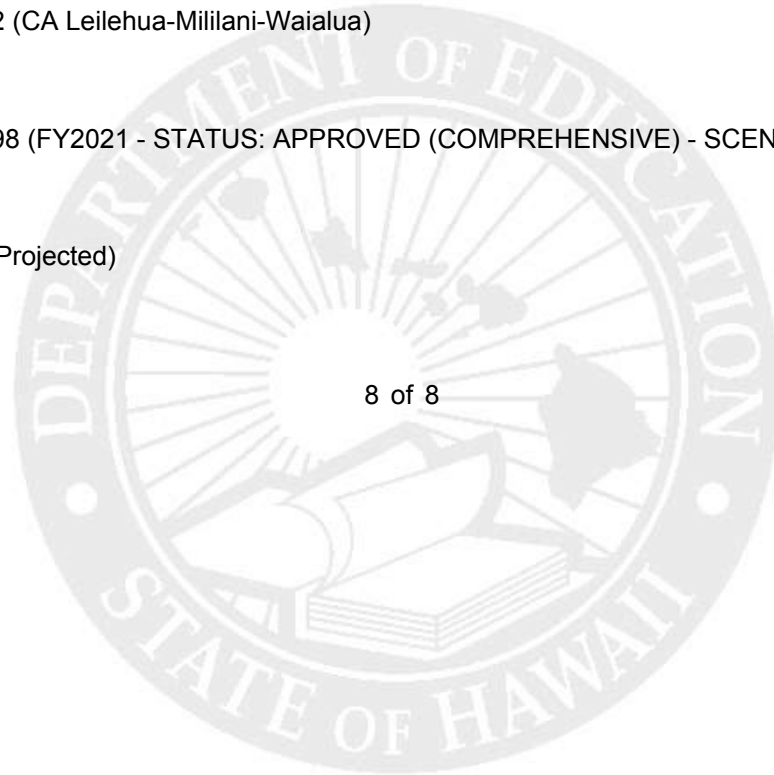 2 (CA Leilehua-Mililani-Waialua)
98 (FY2021 - STATUS: APPROVED (COMPREHENSIVE) - SCEN
Projected)
8 of 8
DEPARTMENT OF EDUCATION
STATE OF HAWAII